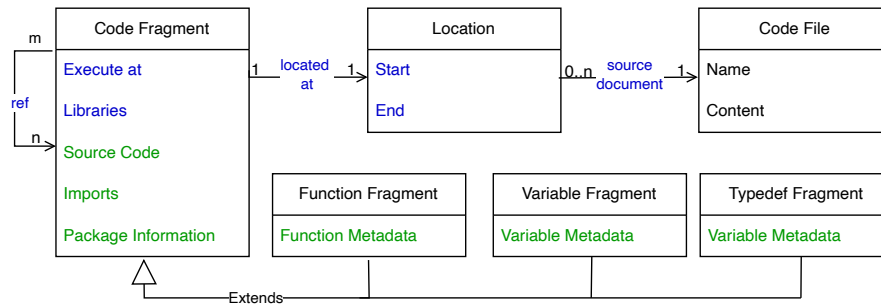 Code Fragment
Location
Code File
m
Execute at
1
located
at
1
Start
0..n
source
document
1
Name
ref
Libraries
End
Content
n
Source Code
Imports
Function Fragment
Variable Fragment
Typedef Fragment
Package Information
Function Metadata
Variable Metadata
Variable Metadata
Extends